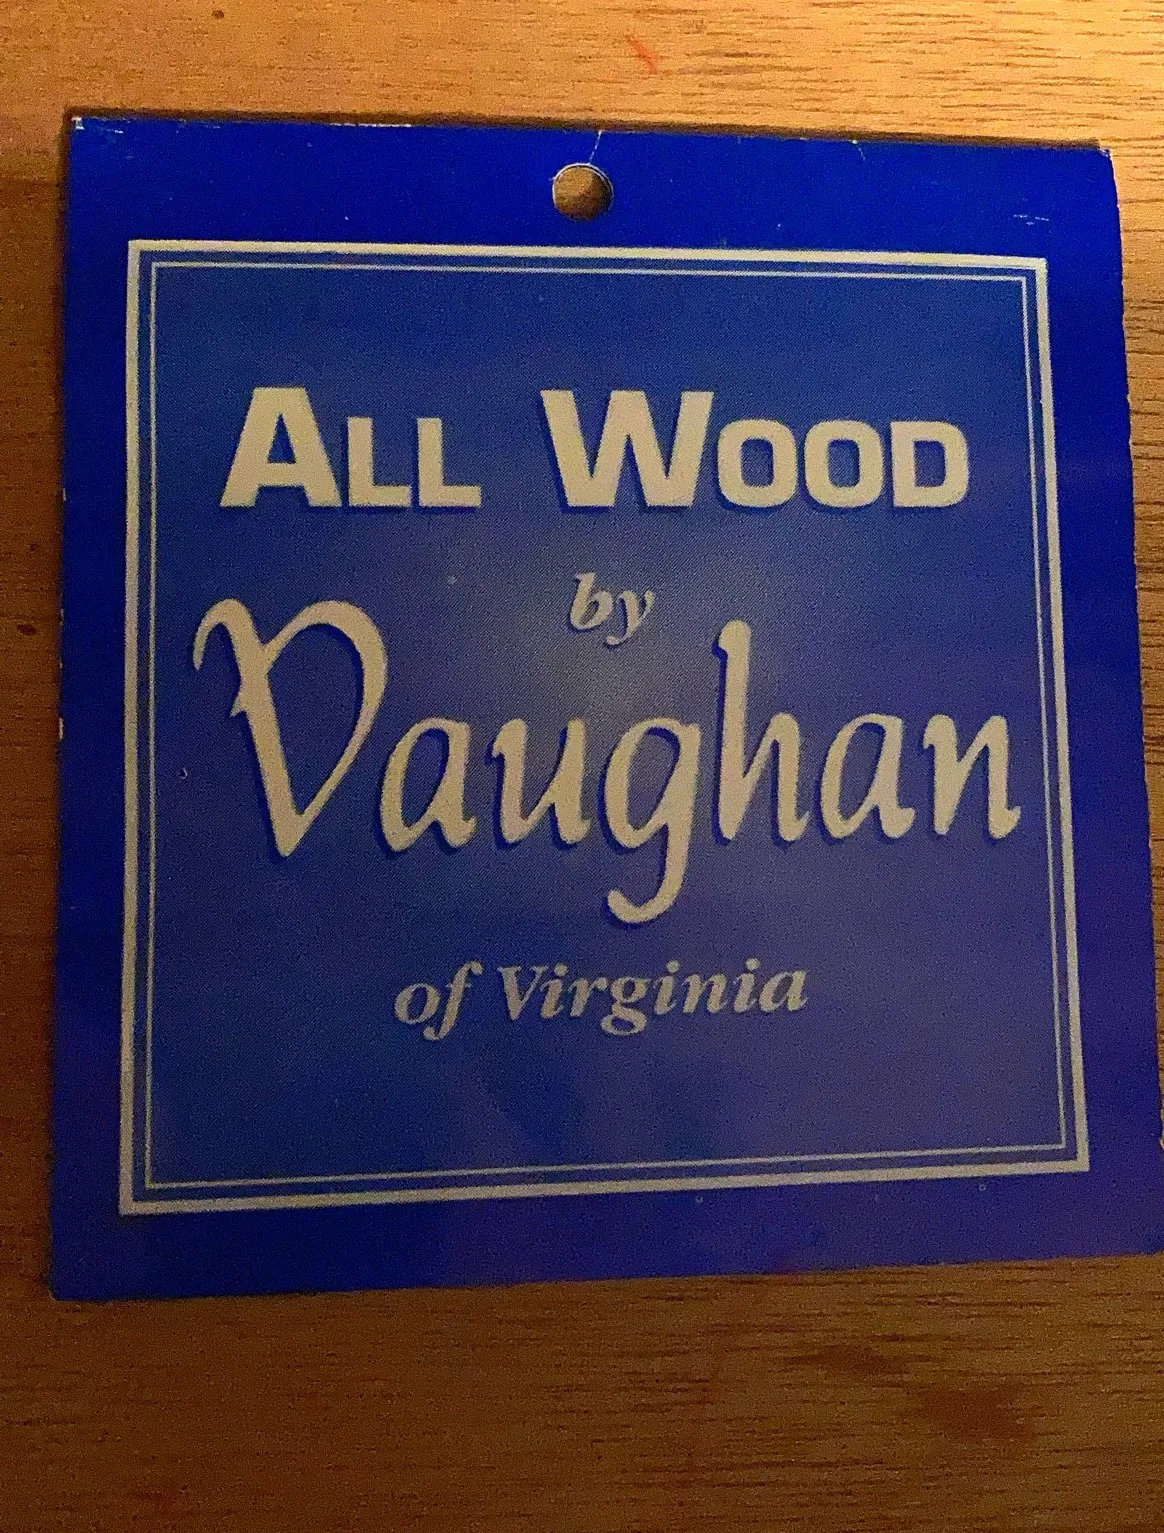 ALL WOOD
by
Vaughan
of Virginia